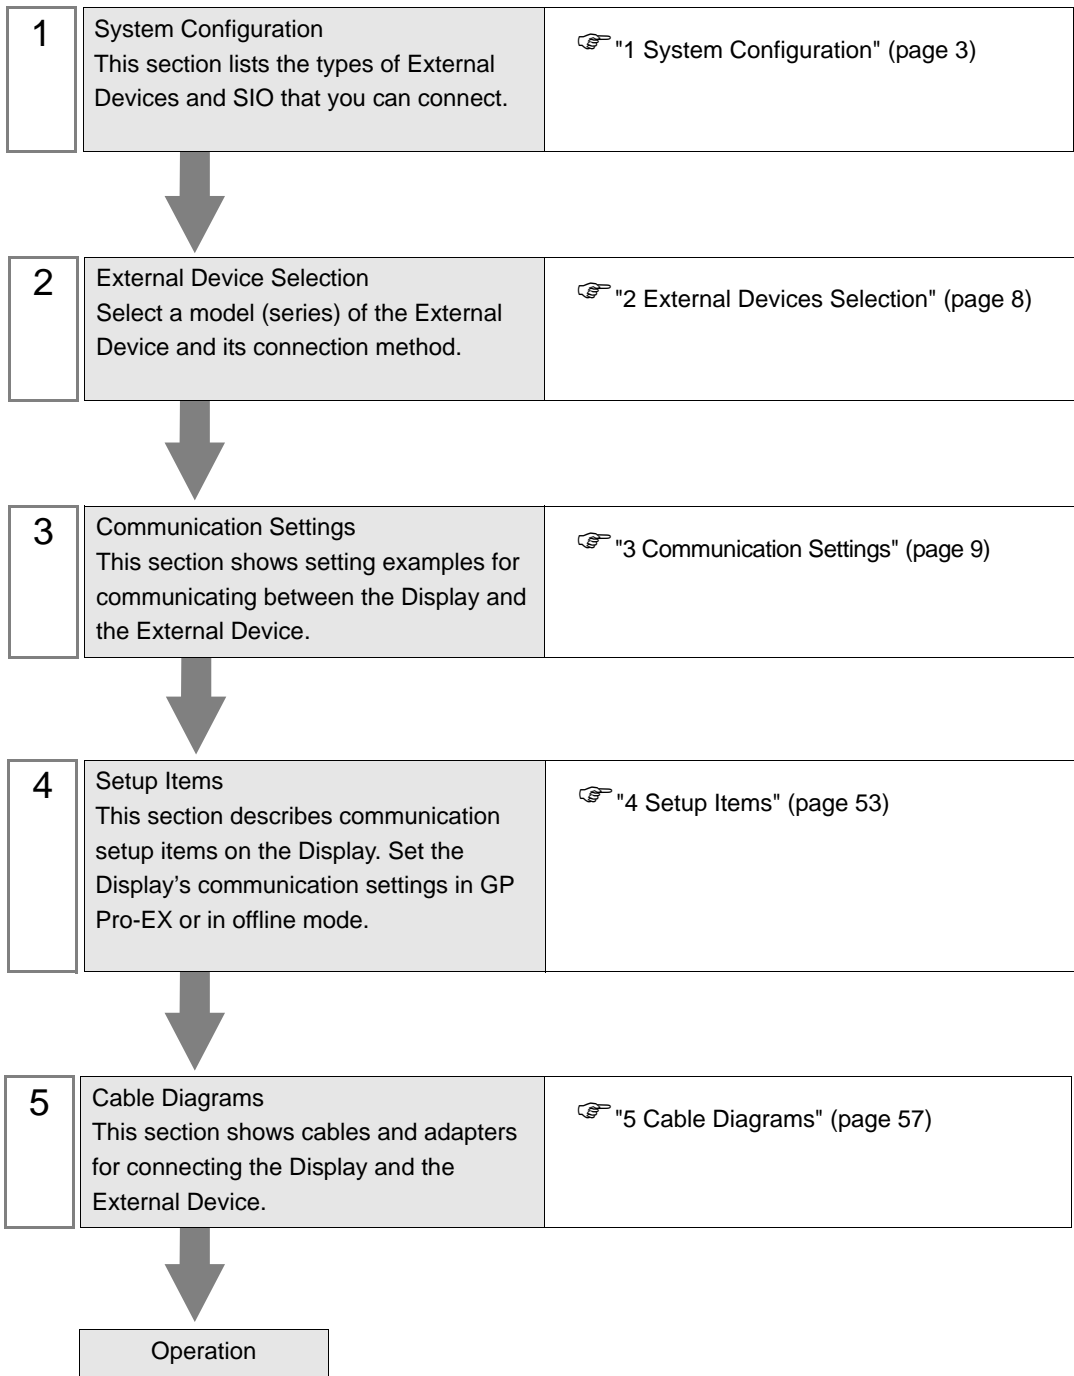 1
System Configuration
This section lists the types of External
Devices and SIO that you can connect.
"1 System Configuration" (page 3)
2
External Device Selection
Select a model (series) of the External
Device and its connection method.
"2 External Devices Selection" (page 8)
3
Communication Settings
This section shows setting examples for
communicating between the Display and
the External Device.
"3 Communication Settings" (page 9)
4
Setup Items
This section describes communication
setup items on the Display. Set the
Display’s communication settings in GP
Pro-EX or in offline mode.
"4 Setup Items" (page 53)
5
Cable Diagrams
This section shows cables and adapters
for connecting the Display and the
External Device.
"5 Cable Diagrams" (page 57)
Operation